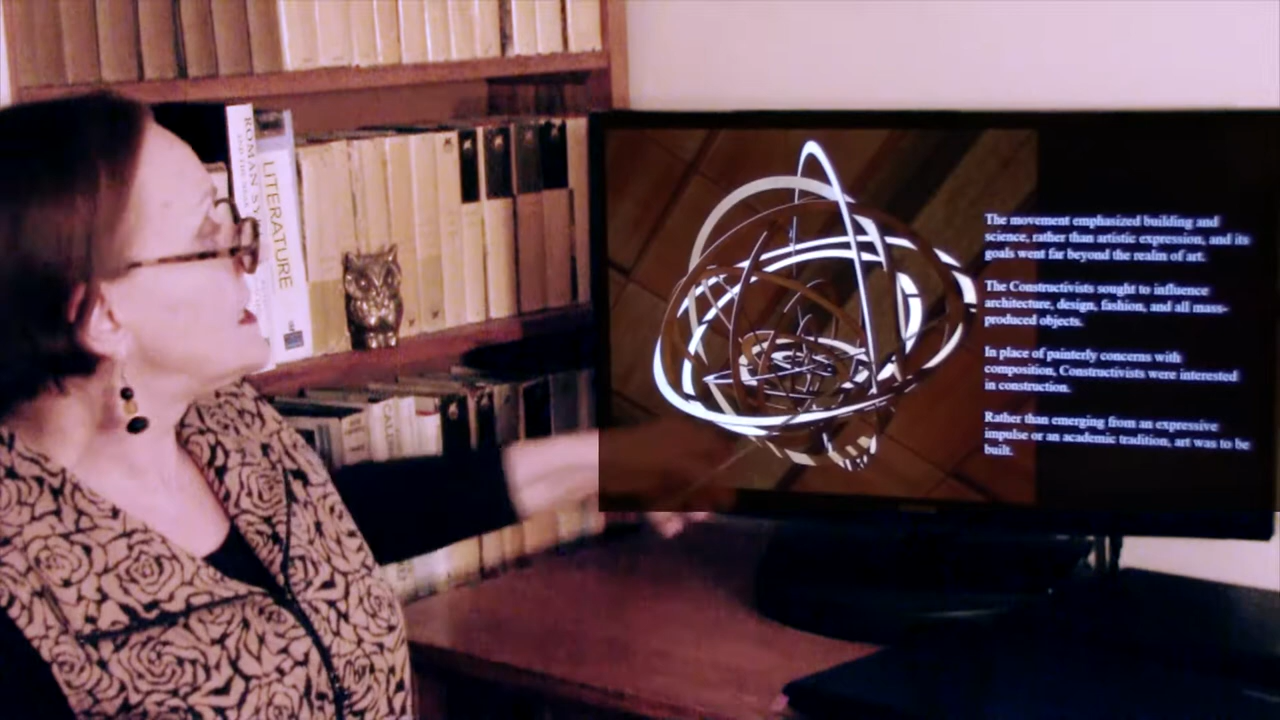 ROMAN
LITERATURE
The movement emphasized building and
science, rather than artistic expression, and its
goals went far beyond the realm of art.
The Constructivists sought to influence
architecture, design, fashion, and all mass-
produced objects.
In place of painterly concerns with
composition, Constructivists were interested
in construction.
Rather than emerging from an expressive
impulse or an academic tradition, art was to be
built.